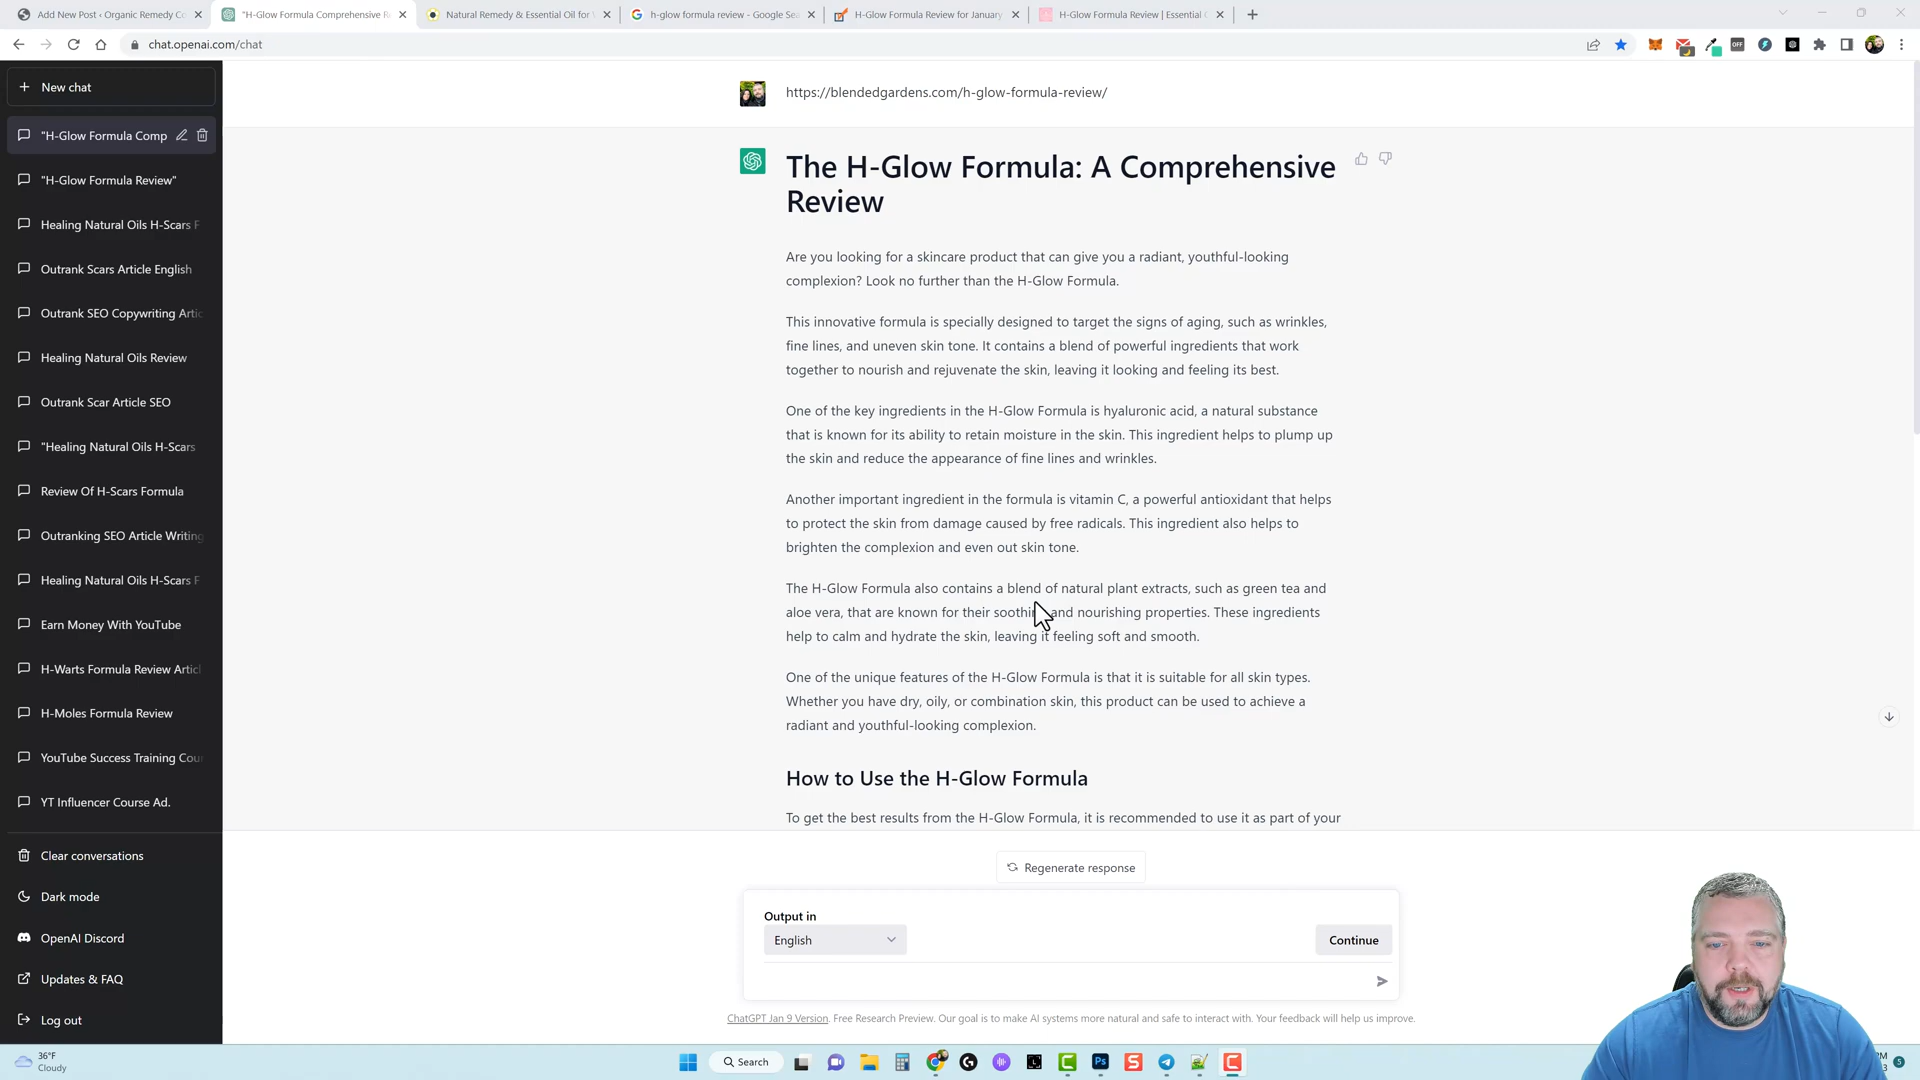 Add New Post ‹ Organic Remedy Co
"H-Glow Formula Comprehensive R
Natural Remedy & Essential Oil for
h-glow formula review - Google Sea
H-Glow Formula Review for January
H-Glow Formula Review | Essential
chat.openai.com/chat
New chat
"H-Glow Formula Comp
"H-Glow Formula Review"
Healing Natural Oils H-Scars F
Outrank Scars Article English
Outrank SEO Copywriting Artic
Healing Natural Oils Review
Outrank Scar Article SEO
"Healing Natural Oils H-Scars
Review Of H-Scars Formula
Outranking SEO Article Writing
Healing Natural Oils H-Scars F
Earn Money With YouTube
H-Warts Formula Review Articl
H-Moles Formula Review
YouTube Success Training Cou
YT Influencer Course Ad.
Clear conversations
Dark mode
OpenAI Discord
Updates & FAQ
Log out
https://blendedgardens.com/h-glow-formula-review/
The H-Glow Formula: A Comprehensive
Review
Are you looking for a skincare product that can give you a radiant, youthful-looking
complexion? Look no further than the H-Glow Formula.
This innovative formula is specially designed to target the signs of aging, such as wrinkles,
fine lines, and uneven skin tone. It contains a blend of powerful ingredients that work
together to nourish and rejuvenate the skin, leaving it looking and feeling its best.
One of the key ingredients in the H-Glow Formula is hyaluronic acid, a natural substance
that is known for its ability to retain moisture in the skin. This ingredient helps to plump up
the skin and reduce the appearance of fine lines and wrinkles.
Another important ingredient in the formula is vitamin C, a powerful antioxidant that helps
to protect the skin from damage caused by free radicals. This ingredient also helps to
brighten the complexion and even out skin tone.
The H-Glow Formula also contains a blend of natural plant extracts, such as green tea and
aloe vera, that are known for their soothing and nourishing properties. These ingredients
help to calm and hydrate the skin, leaving it feeling soft and smooth.
One of the unique features of the H-Glow Formula is that it is suitable for all skin types.
Whether you have dry, oily, or combination skin, this product can be used to achieve a
radiant and youthful-looking complexion.
How to Use the H-Glow Formula
To get the best results from the H-Glow Formula, it is recommended to use it as part of your
Regenerate response
Output in
English
Continue
ChatGPT Jan 9 Version. Free Research Preview. Our goal is to make AI systems more natural and safe to interact with. Your feedback will help us improve.
36°F
Cloudy
Search